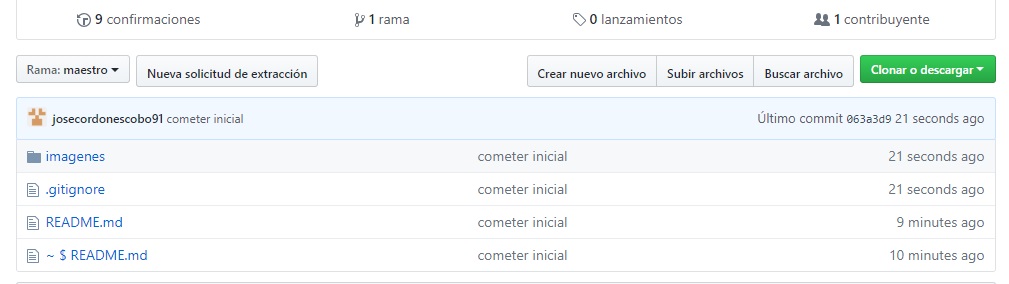 9 confirmaciones 1 rama 0 lanzamientos 1 contribuyente
Rama: maestro Nueva solicitud de extracción Crear nuevo archivo Subir archivos Buscar archivo Clonar o descargar
josecordonescobo91 cometer inicial Último commit 063a3d9 21 seconds ago
imagenes cometer inicial 21 seconds ago
.gitignore cometer inicial 21 seconds ago
README.md cometer inicial 9 minutes ago
~ $ README.md cometer inicial 10 minutes ago